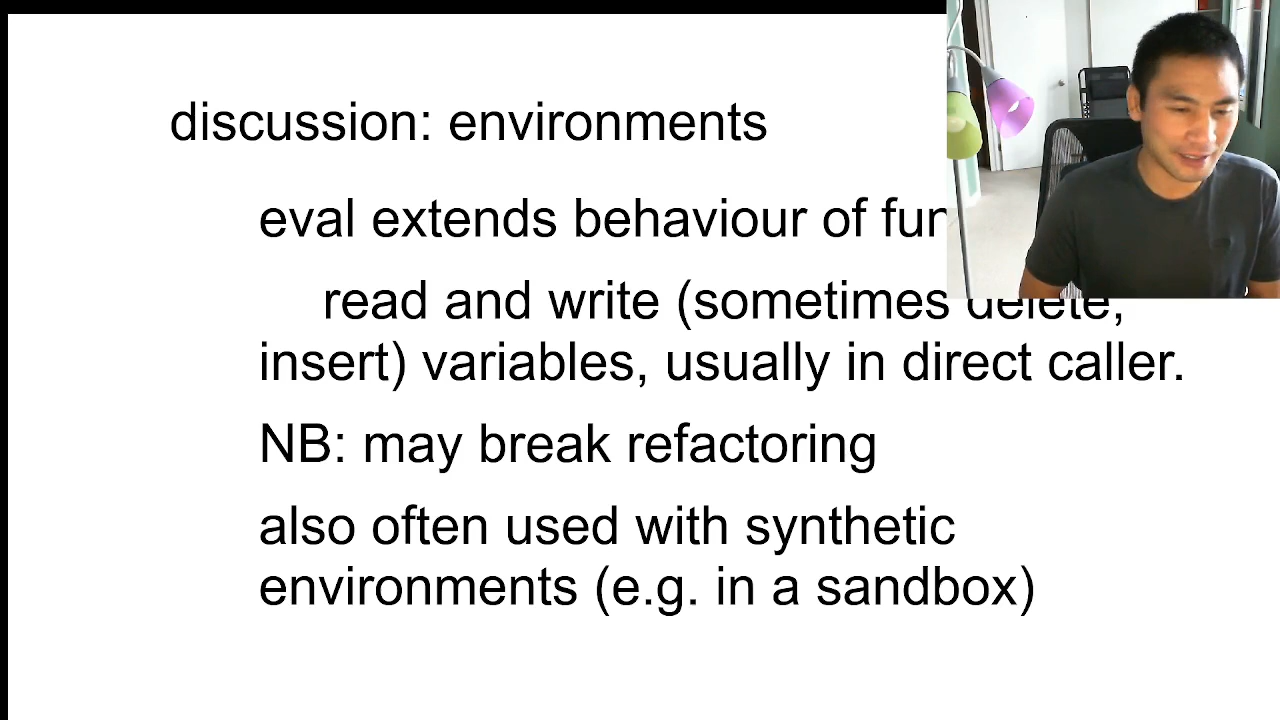 discussion: environments
eval extends behaviour of
read and write (sometimes delete,
insert) variables, usually in direct caller.
NB: may break refactoring
also often used with synthetic
environments (e.g. in a sandbox)